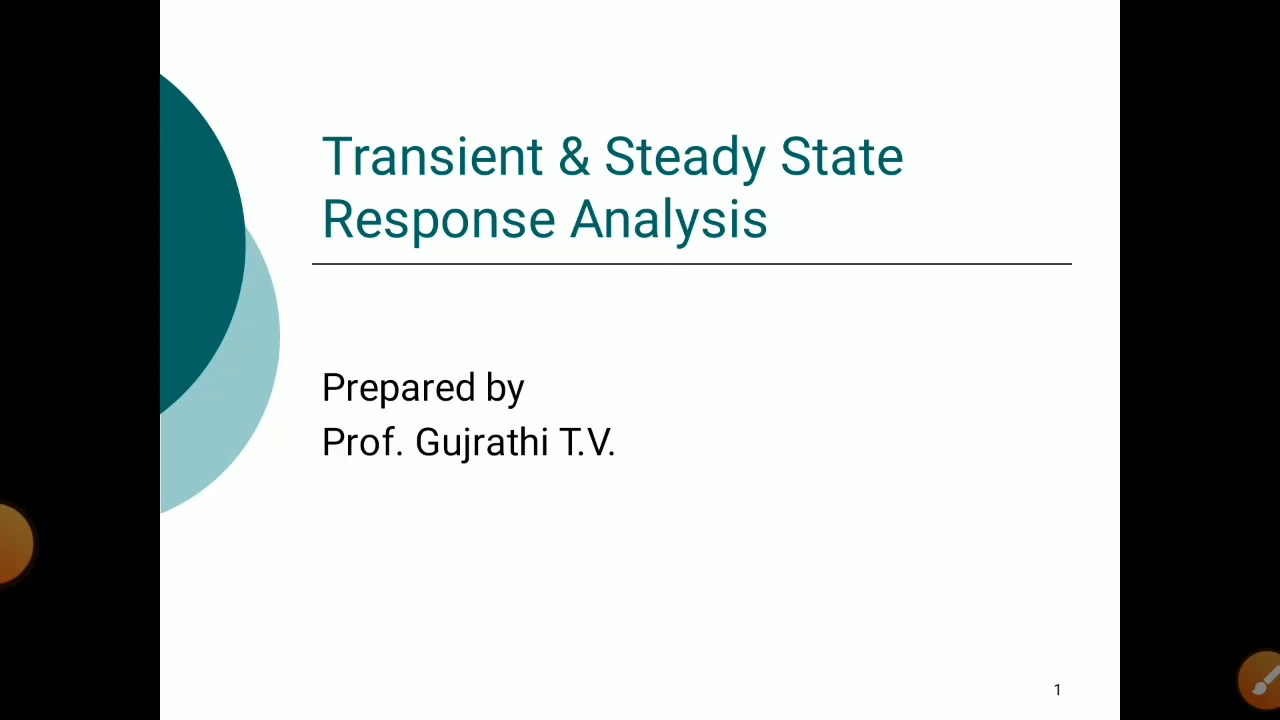 Transient & Steady State
Response Analysis
Prepared by
Prof. Gujrathi T.V.
1